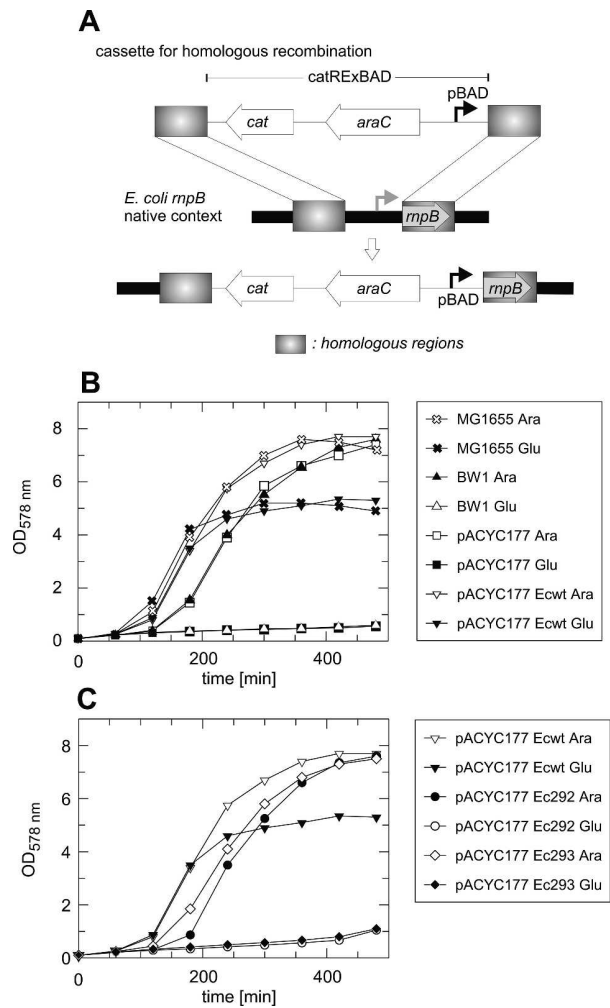 A
cassette for homologous recombination
catRExBAD
pBAD
cat
araC
E. coli rnpB
native context
rnpB
cat
araC
pBAD
rnpB
: homologous regions
B
8
6
4
2
0
OD578 nm
0
200
400
time [min]
MG1655 Ara
MG1655 Glu
BW1 Ara
BW1 Glu
pACYC177 Ara
pACYC177 Glu
pACYC177 Ecwt Ara
pACYC177 Ecwt Glu
C
8
6
4
2
0
OD578 nm
0
200
400
time [min]
pACYC177 Ecwt Ara
pACYC177 Ecwt Glu
pACYC177 Ec292 Ara
pACYC177 Ec292 Glu
pACYC177 Ec293 Ara
pACYC177 Ec293 Glu